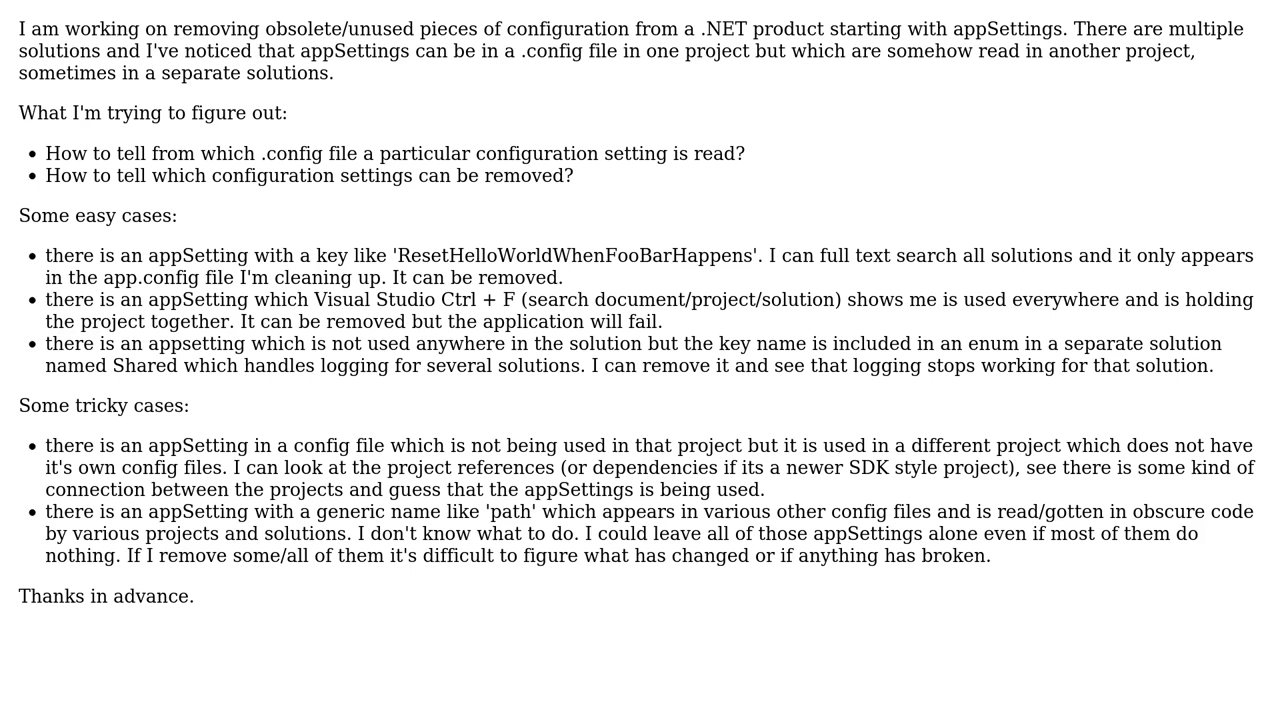 I am working on removing obsolete/unused pieces of configuration from a .NET product starting with appSettings. There are multiple
solutions and I've noticed that appSettings can be in a .config file in one project but which are somehow read in another project,
sometimes in a separate solutions.
What I'm trying to figure out:
• How to tell from which .config file a particular configuration setting is read?
• How to tell which configuration settings can be removed?
Some easy cases:
• there is an appSetting with a key like 'ResetHelloWorldWhenFooBarHappens'. I can full text search all solutions and it only appears
in the app.config file I'm cleaning up. It can be removed.
• there is an appSetting which Visual Studio Ctrl + F (search document/project/solution) shows me is used everywhere and is holding
the project together. It can be removed but the application will fail.
• there is an appsetting which is not used anywhere in the solution but the key name is included in an enum in a separate solution
named Shared which handles logging for several solutions. I can remove it and see that logging stops working for that solution.
Some tricky cases:
• there is an appSetting in a config file which is not being used in that project but it is used in a different project which does not have
it's own config files. I can look at the project references (or dependencies if its a newer SDK style project), see there is some kind of
connection between the projects and guess that the appSettings is being used.
• there is an appSetting with a generic name like 'path' which appears in various other config files and is read/gotten in obscure code
by various projects and solutions. I don't know what to do. I could leave all of those appSettings alone even if most of them do
nothing. If I remove some/all of them it's difficult to figure what has changed or if anything has broken.
Thanks in advance.